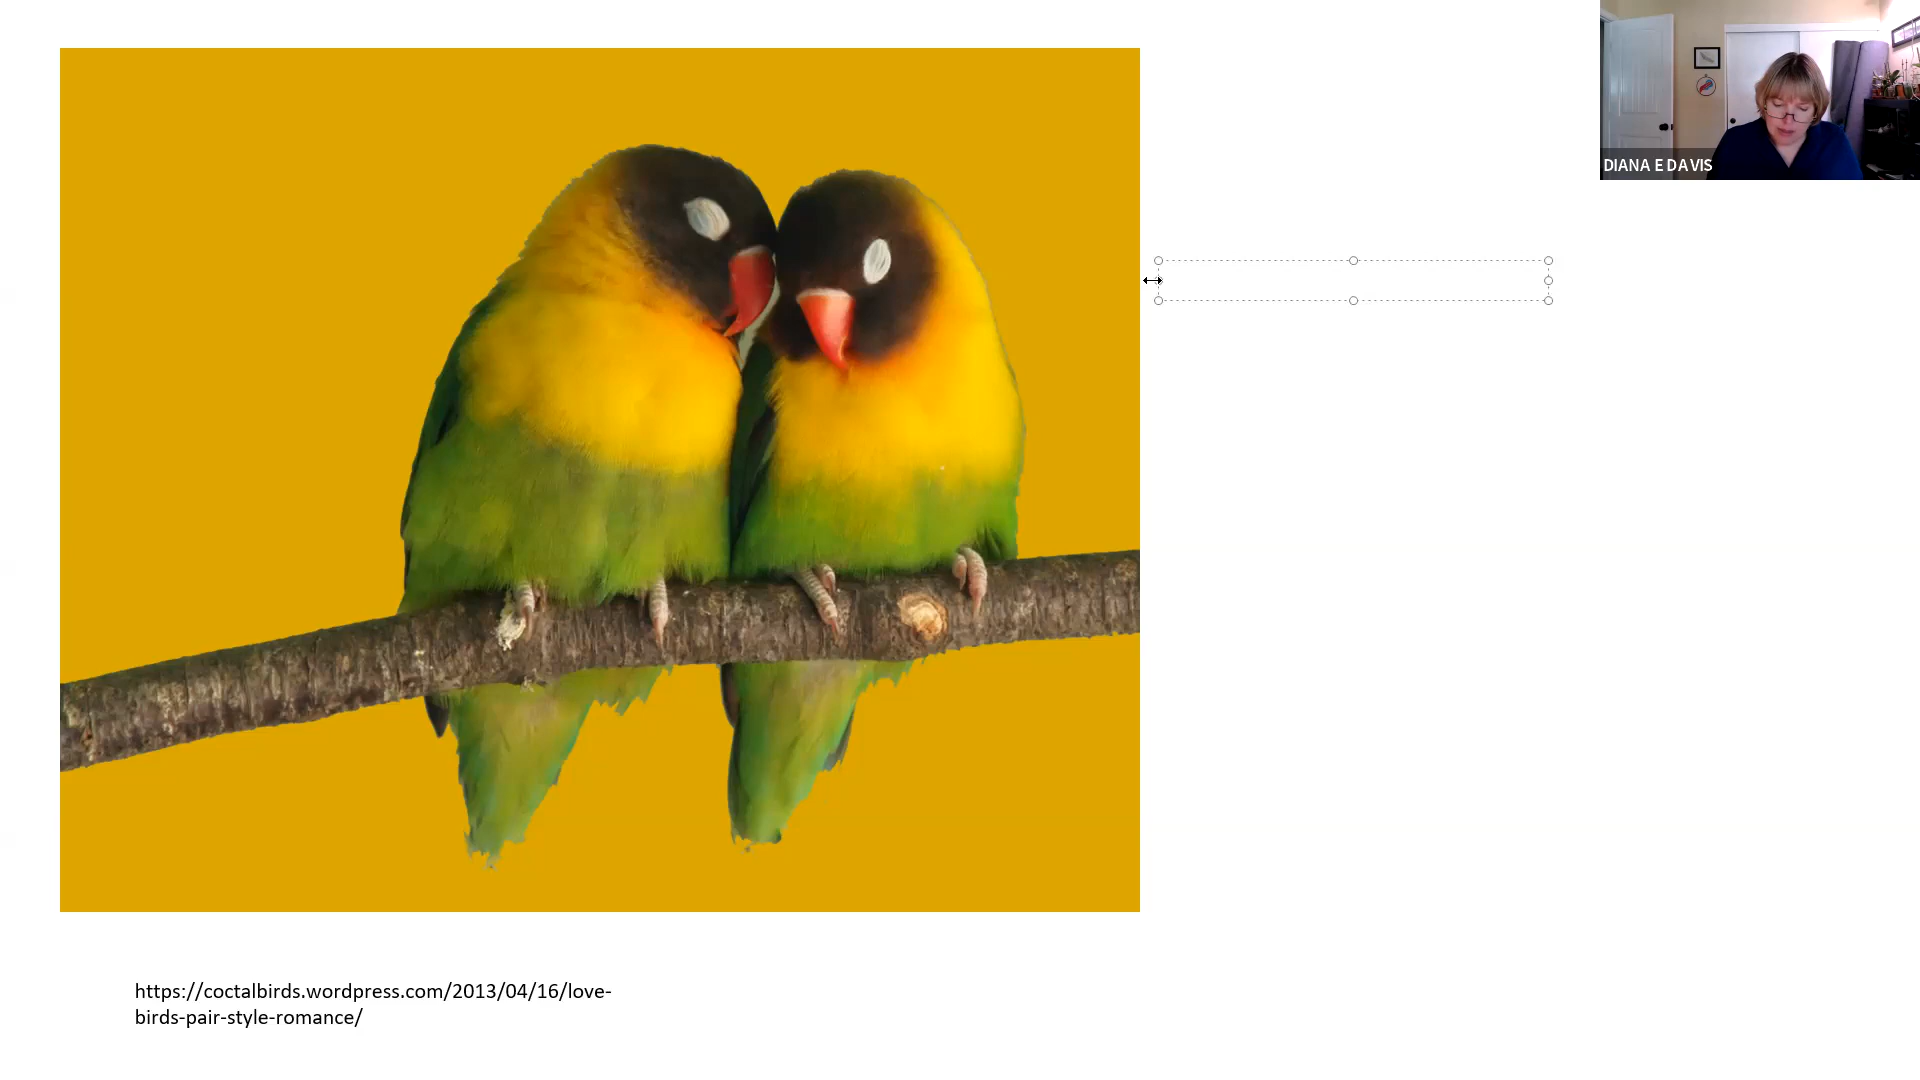 DIANA E DAVIS
https://coctalbirds.wordpress.com/2013/04/16/love-
birds-pair-style-romance/